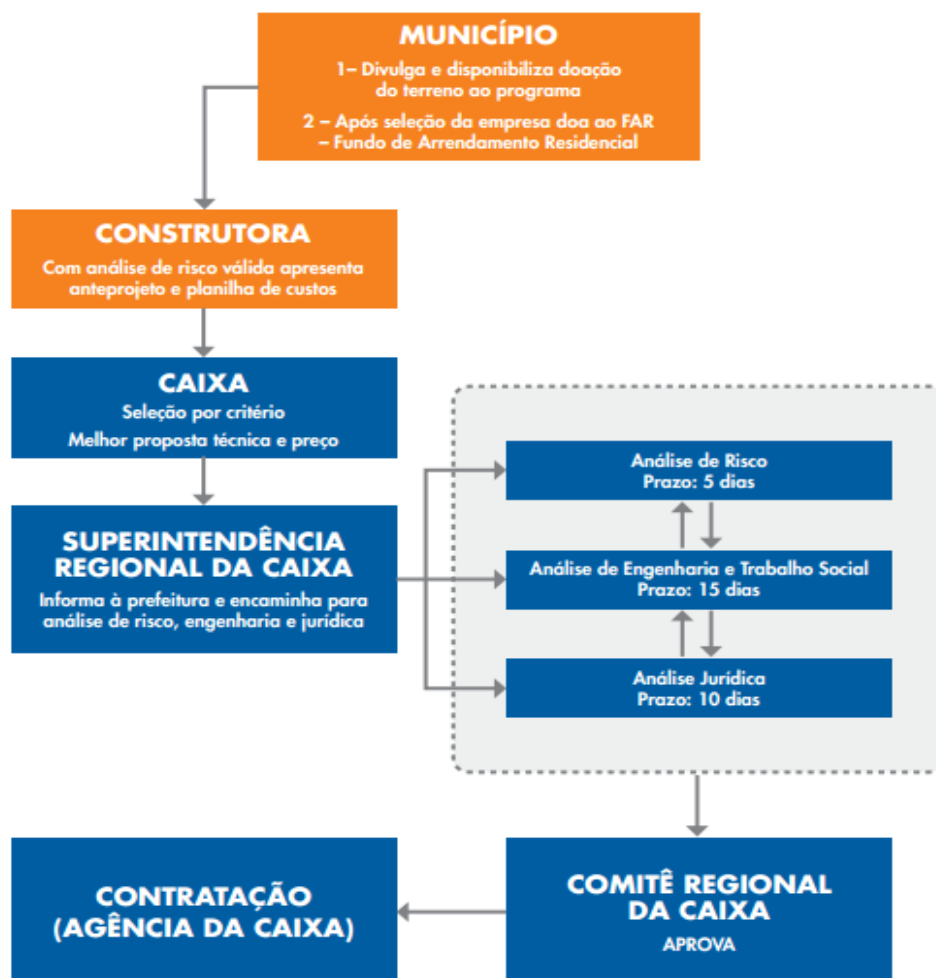 MUNICÍPIO
1– Divulga e disponibiliza doação
do terreno ao programa
2 – Após seleção da empresa doa ao FAR
– Fundo de Arrendamento Residencial
CONSTRUTORA
Com análise de risco válida apresenta
anteprojeto e planilha de custos
CAIXA
Seleção por critério
Melhor proposta técnica e preço
SUPERINTENDÊNCIA
REGIONAL DA CAIXA
Informa à prefeitura e encaminha para
análise de risco, engenharia e jurídica
Análise de Risco
Prazo: 5 dias
Análise de Engenharia e Trabalho Social
Prazo: 15 dias
Análise Jurídica
Prazo: 10 dias
COMITÊ REGIONAL
DA CAIXA
APROVA
CONTRATAÇÃO
(AGÊNCIA DA CAIXA)